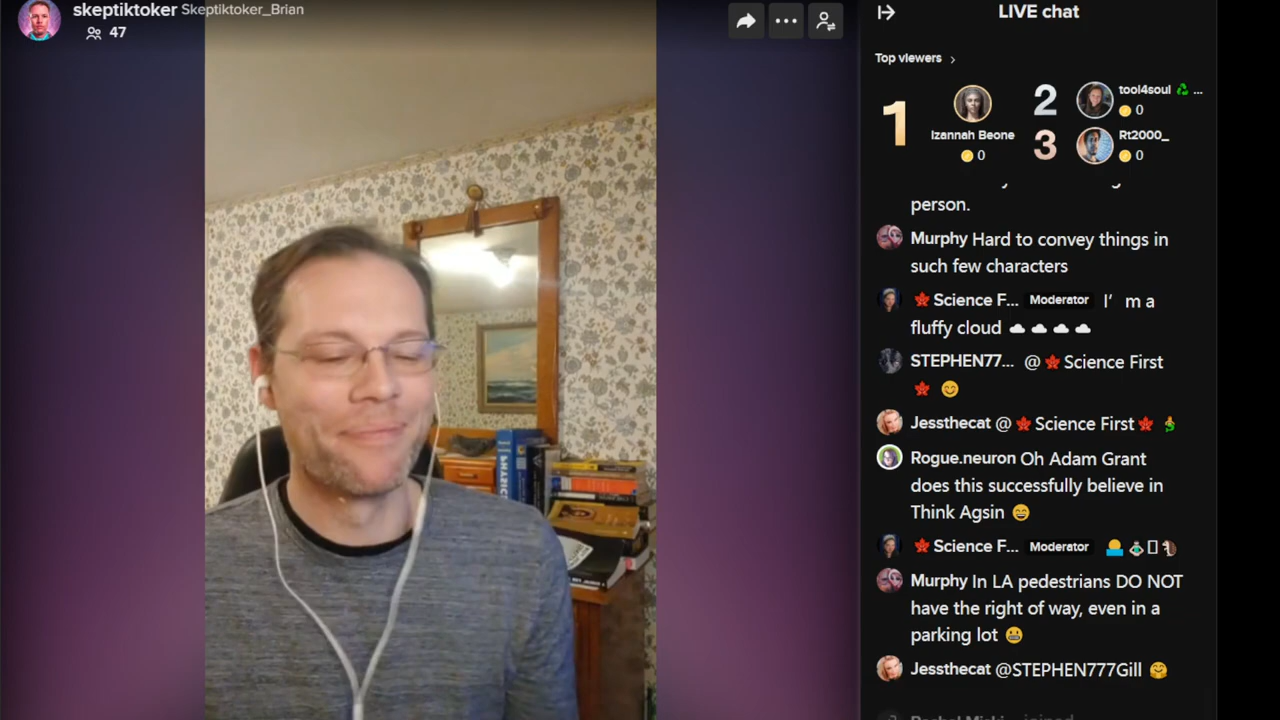 skeptiktoker Skeptiktoker_Brian
47
LIVE chat
Top viewers
1
Izannah Beone
0
2
tool4soul ♻️ ...
0
3
Rt2000_
0
person.
Murphy Hard to convey things in
such few characters
Science F... Moderator I' m a
fluffy cloud ☁☁☁☁
STEPHEN77... @🍁Science First
🍁 😊
Jessthecat @🍁Science First🍁 🧜‍♂️
Rogue.neuron Oh Adam Grant
does this successfully believe in
Think Agsin 😄
Science F... Moderator
Murphy In LA pedestrians DO NOT
have the right of way, even in a
parking lot 😬
Jessthecat @STEPHEN777Gill 🤗
joined